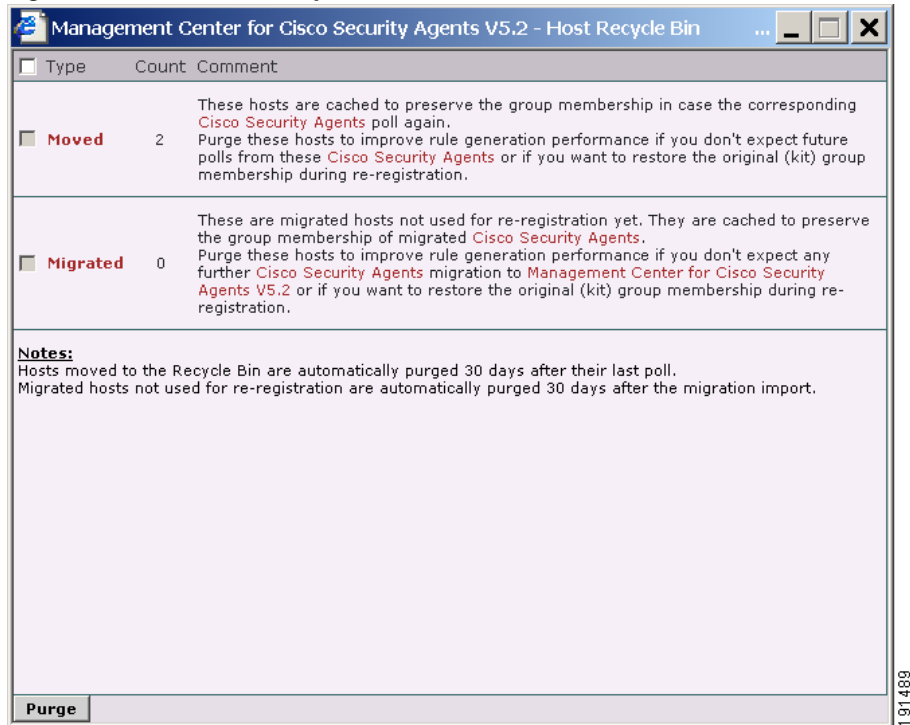 Management Center for Cisco Security Agents V5.2 - Host Recycle Bin ...
Type Count Comment
These hosts are cached to preserve the group membership in case the corresponding
Cisco Security Agents poll again.
Moved 2 Purge these hosts to improve rule generation performance if you don't expect future
polls from these Cisco Security Agents or if you want to restore the original (kit) group
membership during re-registration.
These are migrated hosts not used for re-registration yet. They are cached to preserve
the group membership of migrated Cisco Security Agents.
Purge these hosts to improve rule generation performance if you don't expect any
Migrated 0 further Cisco Security Agents migration to Management Center for Cisco Security
Agents V5.2 or if you want to restore the original (kit) group membership during re-
registration.
Notes:
Hosts moved to the Recycle Bin are automatically purged 30 days after their last poll.
Migrated hosts not used for re-registration are automatically purged 30 days after the migration import.
Purge
191489